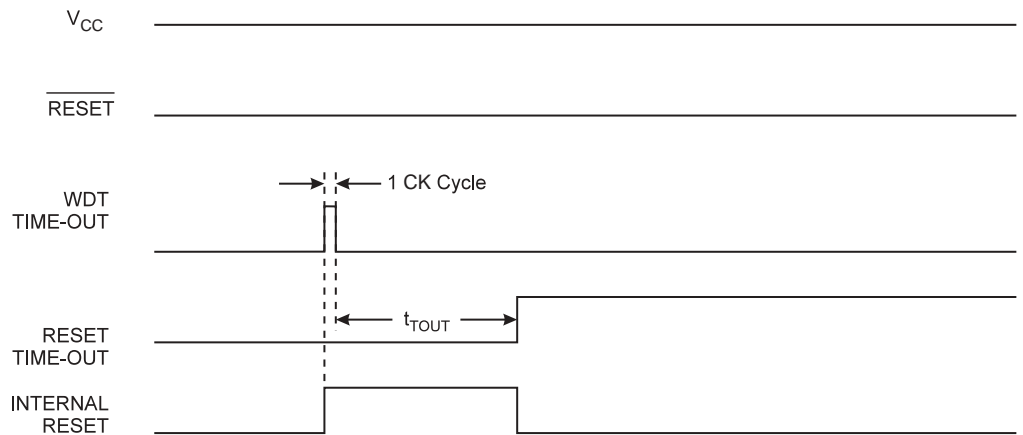 VCC
RESET
1 CK Cycle
WDT
TIME-OUT
tTOUT
RESET
TIME-OUT
INTERNAL
RESET